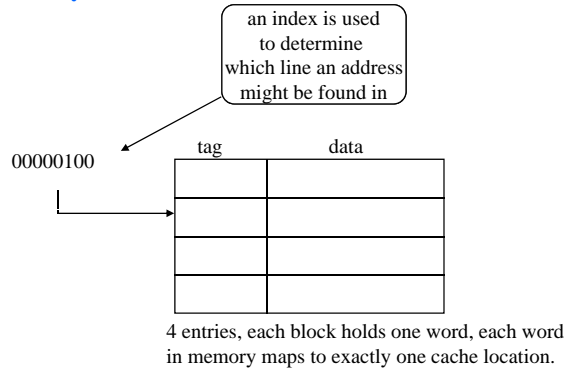 an index is used
to determine
which line an address
might be found in
00000100
tag data
4 entries, each block holds one word, each word
in memory maps to exactly one cache location.